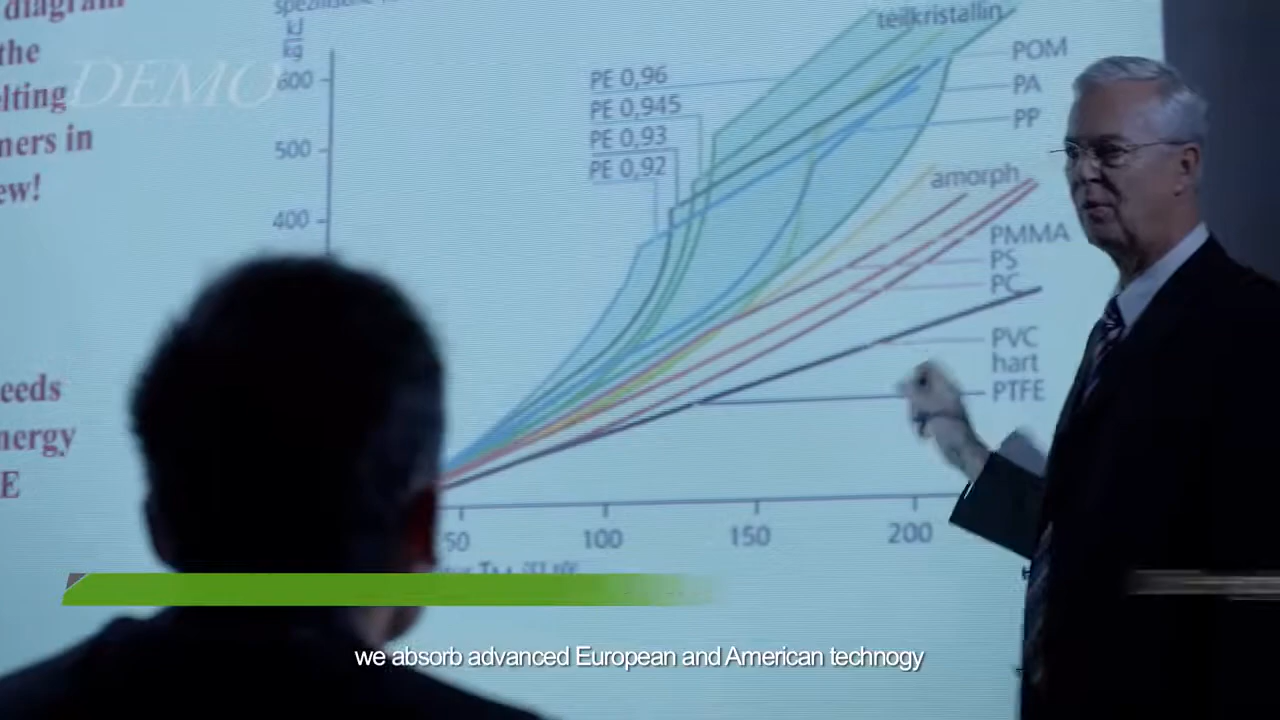 diagram
the
elting
ners in
ew!
eeds
nergy
E
DEMO
spezifische
kJ
kg
600
500
400
PE 0,96
PE 0,945
PE 0,93
PE 0,92
teilkristallin
POM
PA
PP
amorph
PMMA
PS
PC
PVC
hart
PTFE
50
100
150
200
we absorb advanced European and American technogy